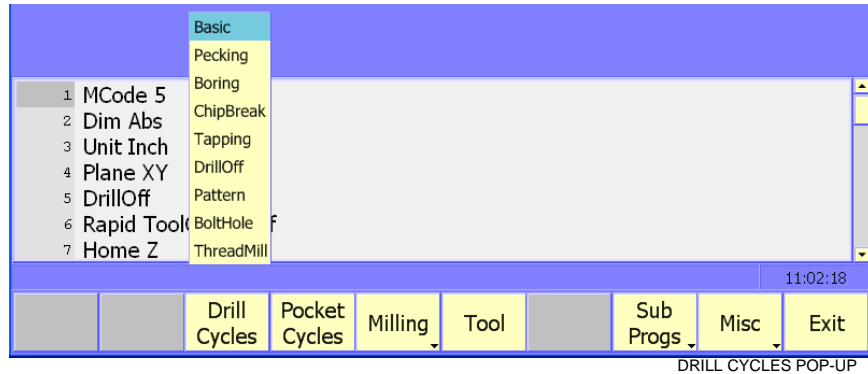 Basic
Pecking
Boring
ChipBreak
Tapping
DrillOff
Pattern
BoltHole
ThreadMill
1 MCode 5
2 Dim Abs
3 Unit Inch
4 Plane XY
5 DrillOff
6 Rapid Tool f
7 Home Z
11:02:18
Drill Cycles
Pocket Cycles
Milling
Tool
Sub Progs
Misc
Exit
DRILL CYCLES POP-UP